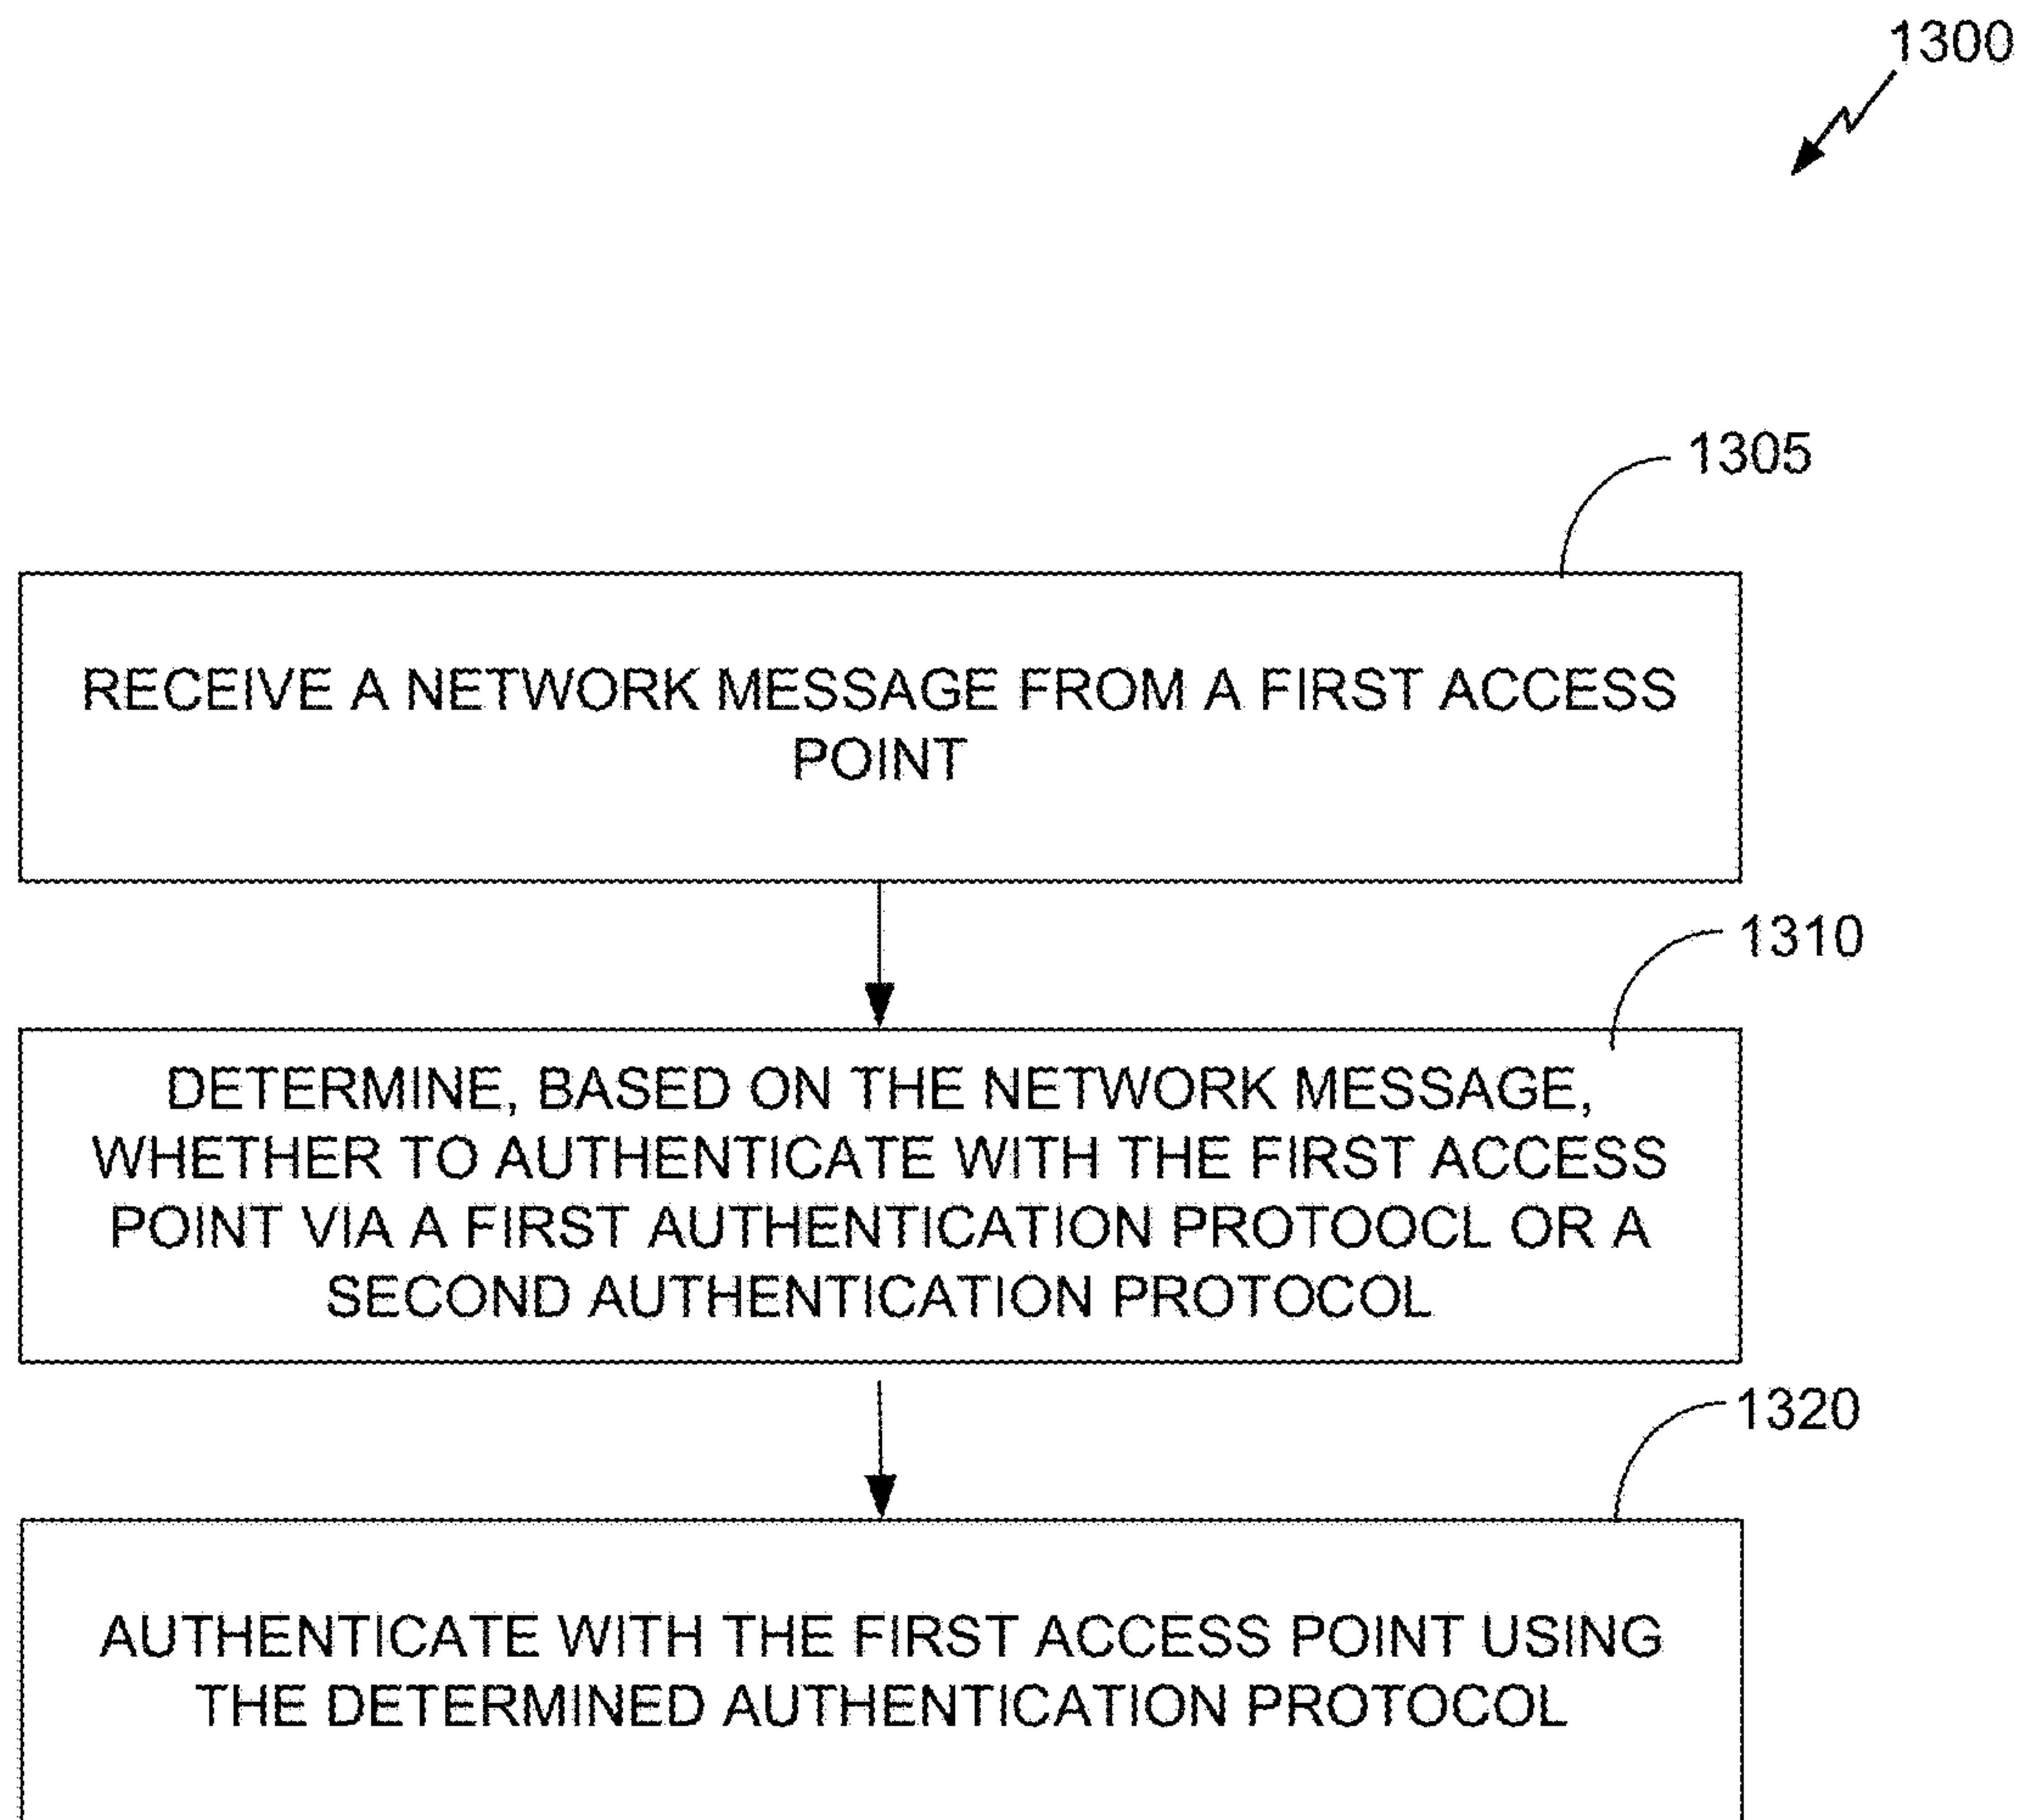 1300
1305
RECEIVE A NETWORK MESSAGE FROM A FIRST ACCESS
POINT
1310
DETERMINE, BASED ON THE NETWORK MESSAGE,
WHETHER TO AUTHENTICATE WITH THE FIRST ACCESS
POINT VIA A FIRST AUTHENTICATION PROTOOCL OR A
SECOND AUTHENTICATION PROTOCOL
1320
AUTHENTICATE WITH THE FIRST ACCESS POINT USING
THE DETERMINED AUTHENTICATION PROTOCOL